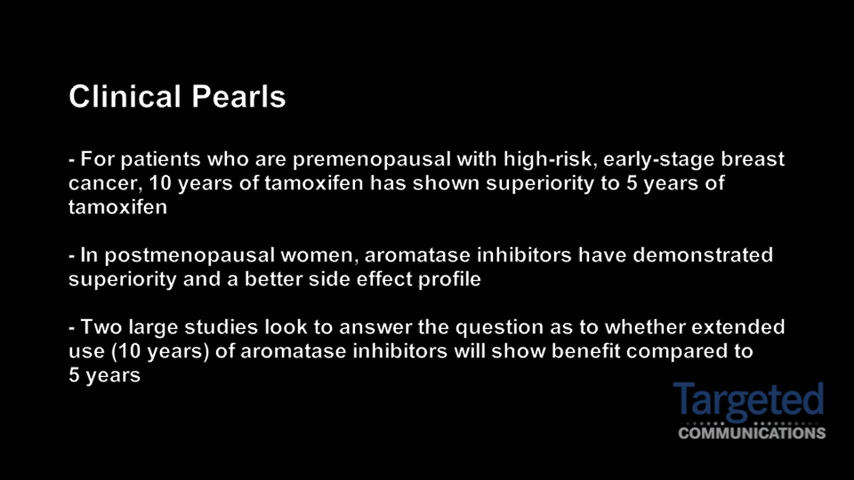 Clinical Pearls
- For patients who are premenopausal with high-risk, early-stage breast
cancer, 10 years of tamoxifen has shown superiority to 5 years of
tamoxifen
- In postmenopausal women, aromatase inhibitors have demonstrated
superiority and a better side effect profile
- Two large studies look to answer the question as to whether extended
use (10 years) of aromatase inhibitors will show benefit compared to
5 years
Targeted
COMMUNICATIONS